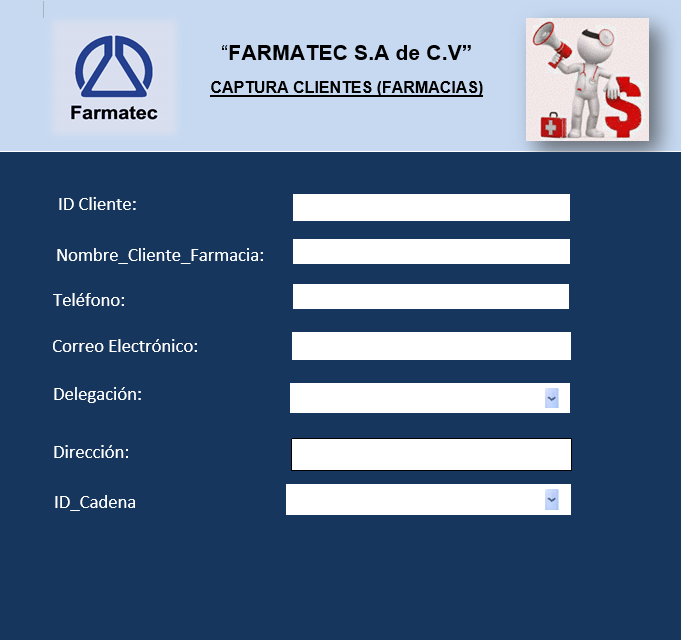 “FARMATEC S.A de C.V”
CAPTURA CLIENTES (FARMACIAS)
Farmatec
ID Cliente:
Nombre_Cliente_Farmacia:
Teléfono:
Correo Electrónico:
Delegación:
Dirección:
ID_Cadena